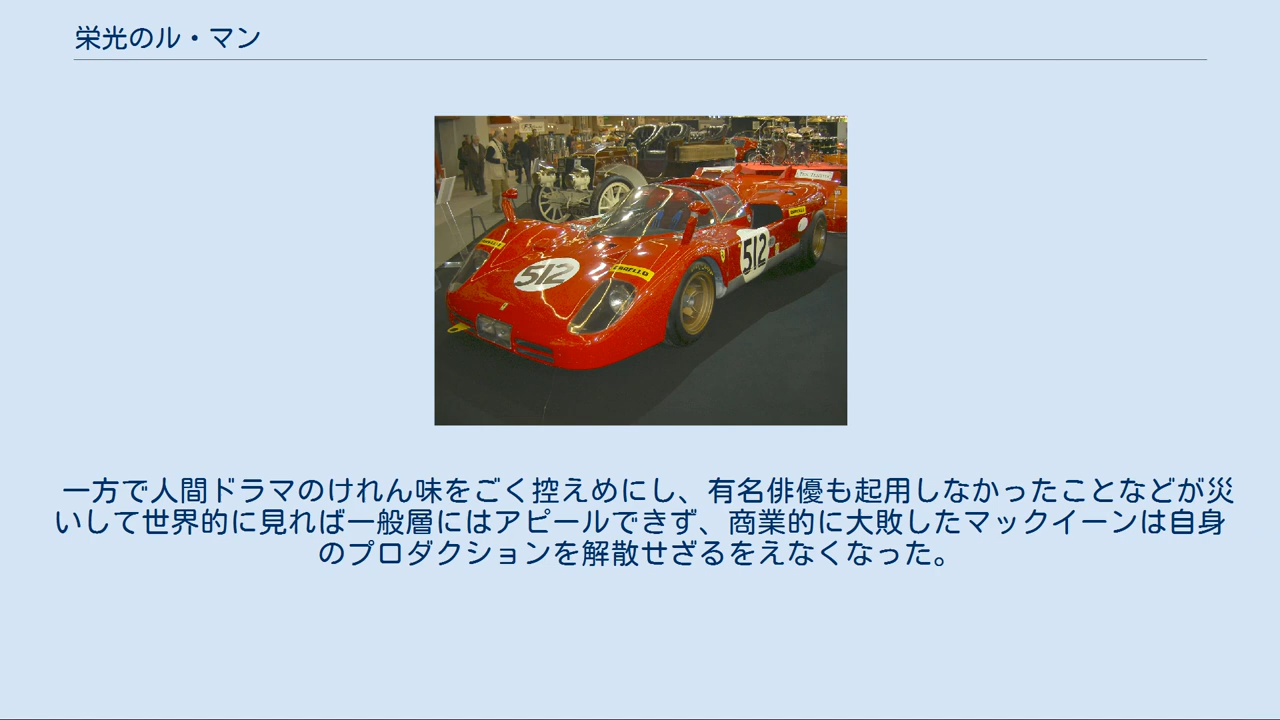 栄光のル・マン
512
512
一方で人間ドラマのけれん味をごく控えめにし、有名俳優も起用しなかったことなどが災
いして世界的に見れば一般層にはアピールできず、商業的に大敗したマックイーンは自身
のプロダクションを解散せざるをえなくなった。